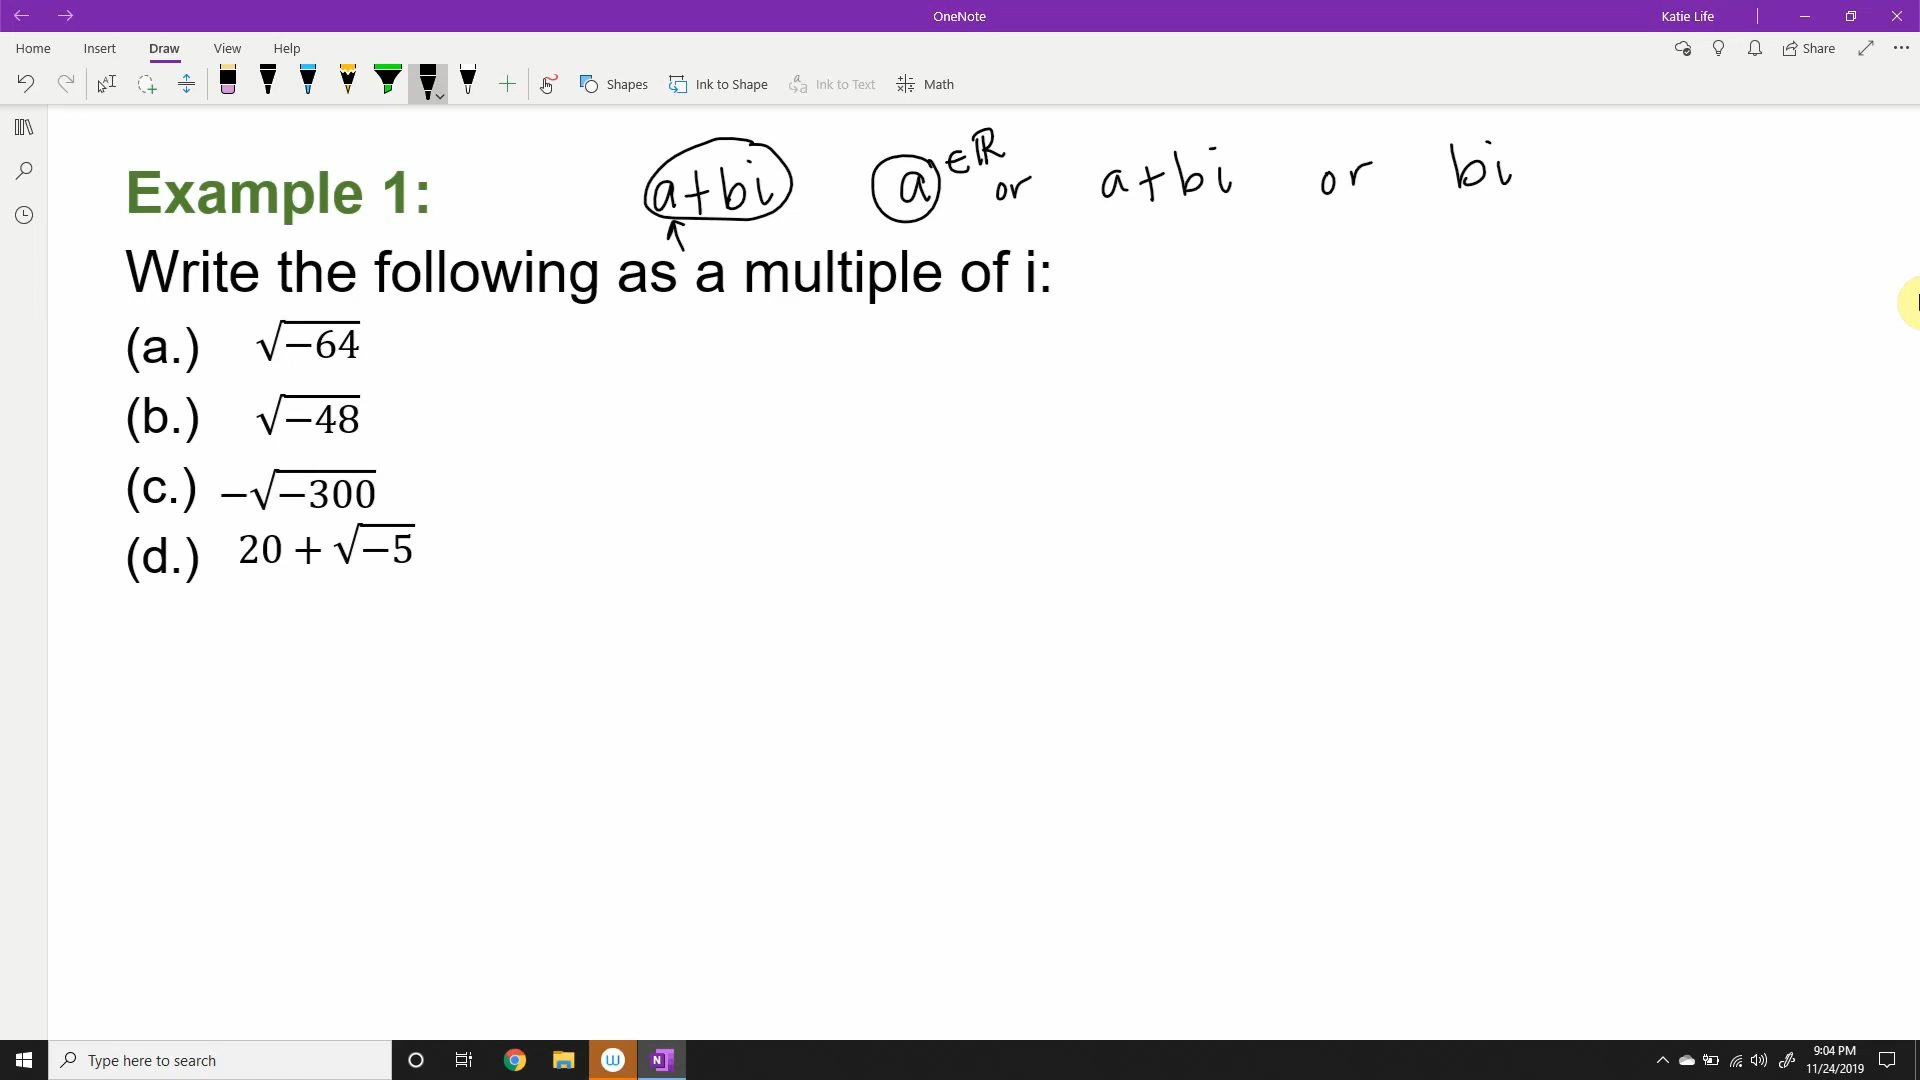 OneNote
Katie Life
Home Insert Draw View Help
Share
Shapes Ink to Shape Ink to Text Math
a+bi a ∈ ℝ or a+bi or bi
Example 1:
Write the following as a multiple of i:
(a.) √−64
(b.) √−48
(c.) −√−300
(d.) 20 + √−5
Type here to search
9:04 PM
11/24/2019